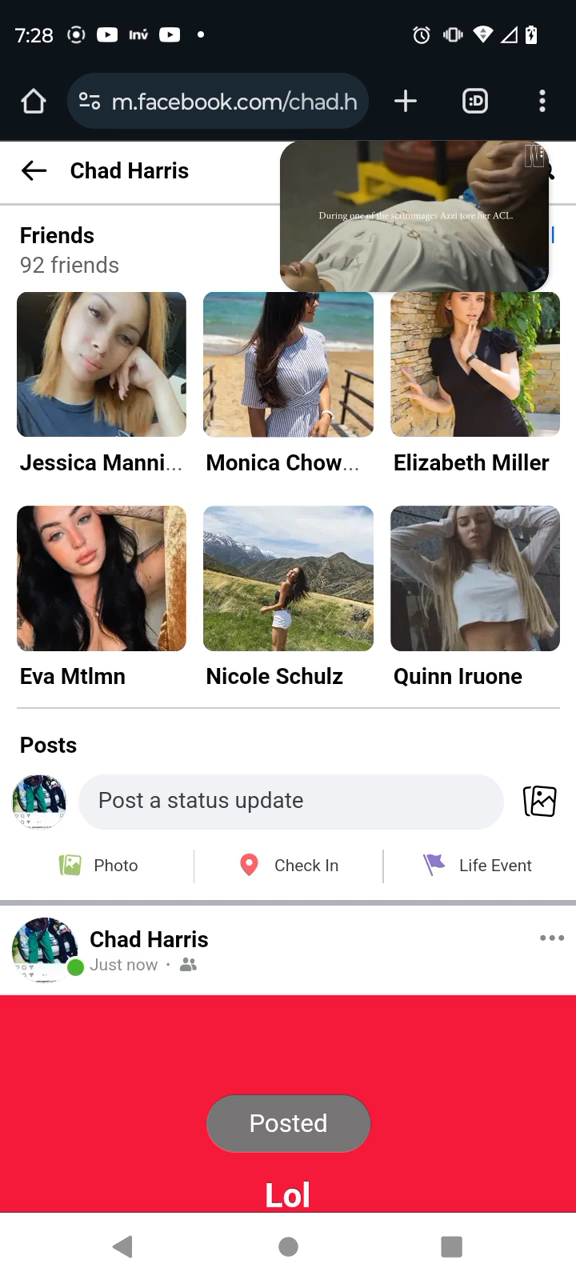 7:28
Inv
:D
m.facebook.com/chad.h
Chad Harris
During one of the scrimmages Azzi tore her ACL.
Friends
92 friends
Jessica Manni...
Monica Chow...
Elizabeth Miller
Eva Mtlmn
Nicole Schulz
Quinn Iruone
Posts
Post a status update
Photo
Check In
Life Event
Chad Harris
Just now ·
Posted
Lol